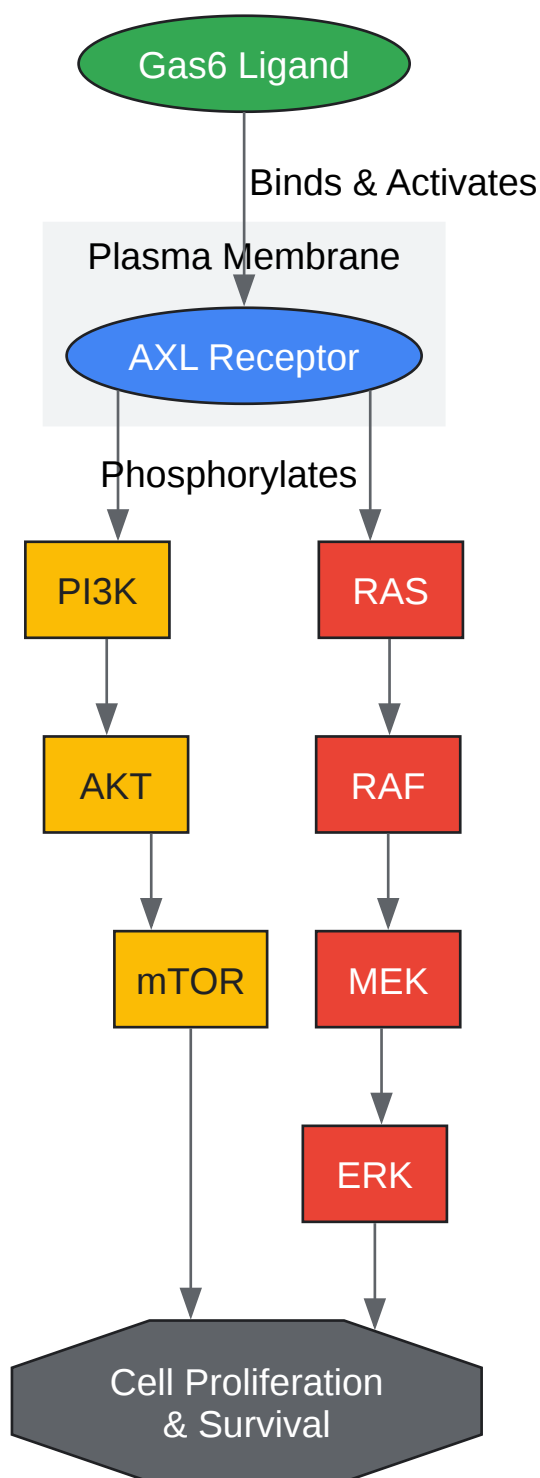 Gas6 Ligand
Binds & Activates
Plasma Membrane
AXL Receptor
Phosphorylates
PI3K
RAS
AKT
RAF
mTOR
MEK
ERK
Cell Proliferation
& Survival